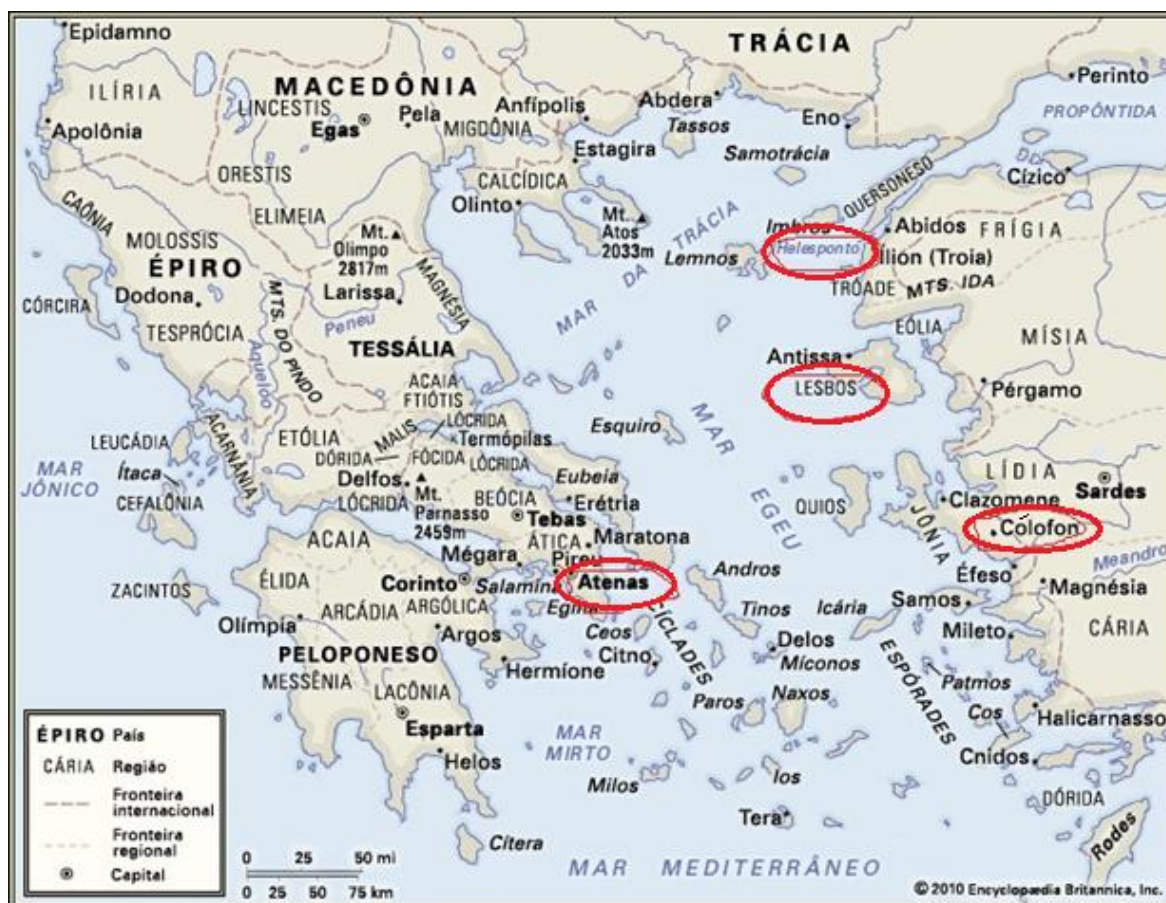 Epidamno
TRÁCIA
Perinto
ILÍRIA
MACEDÔNIA
LINCESTIS
Egas
Pela
Anfípolis
MIGDÔNIA
Abdera
Tassos
Eno
PROPÔNTIDA
Apolônia
Estagira
Samotrácia
Cízico
ORESTIS
CALCÍDICA
QUERSONESO
CAÔNIA
ELIMEIA
Olinto
Mt.
Atos
2033m
Imbros
Abidos
FRÍGIA
MOLOSSIS
Mt.
Olimpo
2817m
MAR DA TRÁCIA
Lemnos
Helesponto
Ílion (Troia)
ÉPIRO
MAGNÉSIA
CÓRCIRA
Dodona
Larissa
TRÓADE
MTS. IDA
TESPRÓCIA
MTS. DO PINDO
Peneu
EÓLIA
MÍSIA
TESSÁLIA
Antissa
Aqueloo
ACAIA
FTIÓTIS
LESBOS
Pérgamo
LEUCÁDIA
ACARNÂNIA
ETÓLIA
MALIS
LÓCRIDA
Termópilas
Esquiro
MAR EGEU
DÓRIDA
FÓCIDA
LÓCRIDA
MAR
JÔNICO
Ítaca
Delfos
Eubeia
LÍDIA
CEFALÔNIA
LÓCRIDA
Mt.
Parnasso
2459m
BEÓCIA
Erétria
QUIOS
Clazomene
Sardes
Tebas
JÔNIA
Cólofon
ACAIA
ÁTICA
Maratona
Mégara
Pireu
Meandro
ZACINTOS
ÉLIDA
Corinto
Salamina
Atenas
Andros
Éfeso
Magnésia
ARCÁDIA
ARGÓLICA
Egina
Tinos
Icária
Samos
Olímpia
Argos
Ceos
CÍCLADES
Delos
Mileto
CÁRIA
PELOPONESO
Hermíone
Citno
Míconos
ESPÓRADES
Patmos
MESSÊNIA
LACÔNIA
Paros
Naxos
Cos
Halicarnasso
Esparta
MAR
MIRTO
Cnídos
Helos
Milos
Ios
DÓRIDA
Tera
Rodes
Cítera
MAR MEDITERRÂNEO
ÉPIRO País
CÁRIA Região
Fronteira
internacional
Fronteira
regional
Capital
0 25 50 mi
0 25 50 75 km
© 2010 Encyclopædia Britannica, Inc.